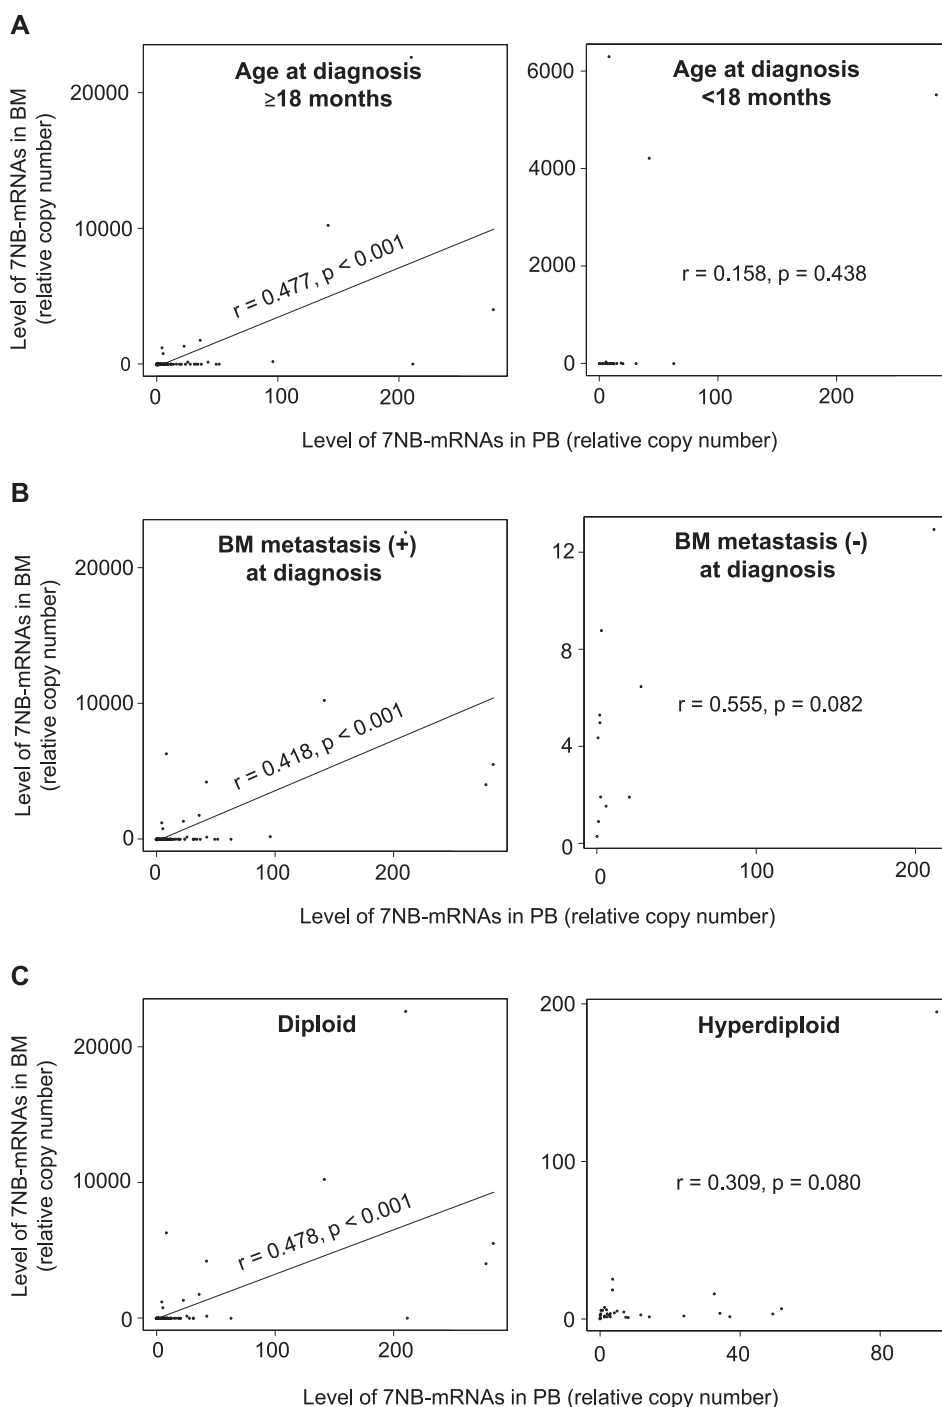 A
Level of 7NB-mRNAs in BM
(relative copy number)
20000
10000
0
Age at diagnosis
≥18 months
r = 0.477, p < 0.001
0
100
200
6000
4000
2000
0
Age at diagnosis
<18 months
r = 0.158, p = 0.438
0
100
200
Level of 7NB-mRNAs in PB (relative copy number)
B
Level of 7NB-mRNAs in BM
(relative copy number)
20000
10000
0
BM metastasis (+)
at diagnosis
r = 0.418, p < 0.001
0
100
200
12
8
4
0
BM metastasis (-)
at diagnosis
r = 0.555, p = 0.082
0
100
200
Level of 7NB-mRNAs in PB (relative copy number)
C
Level of 7NB-mRNAs in BM
(relative copy number)
20000
10000
0
Diploid
r = 0.478, p < 0.001
0
100
200
200
100
0
Hyperdiploid
r = 0.309, p = 0.080
0
40
80
Level of 7NB-mRNAs in PB (relative copy number)